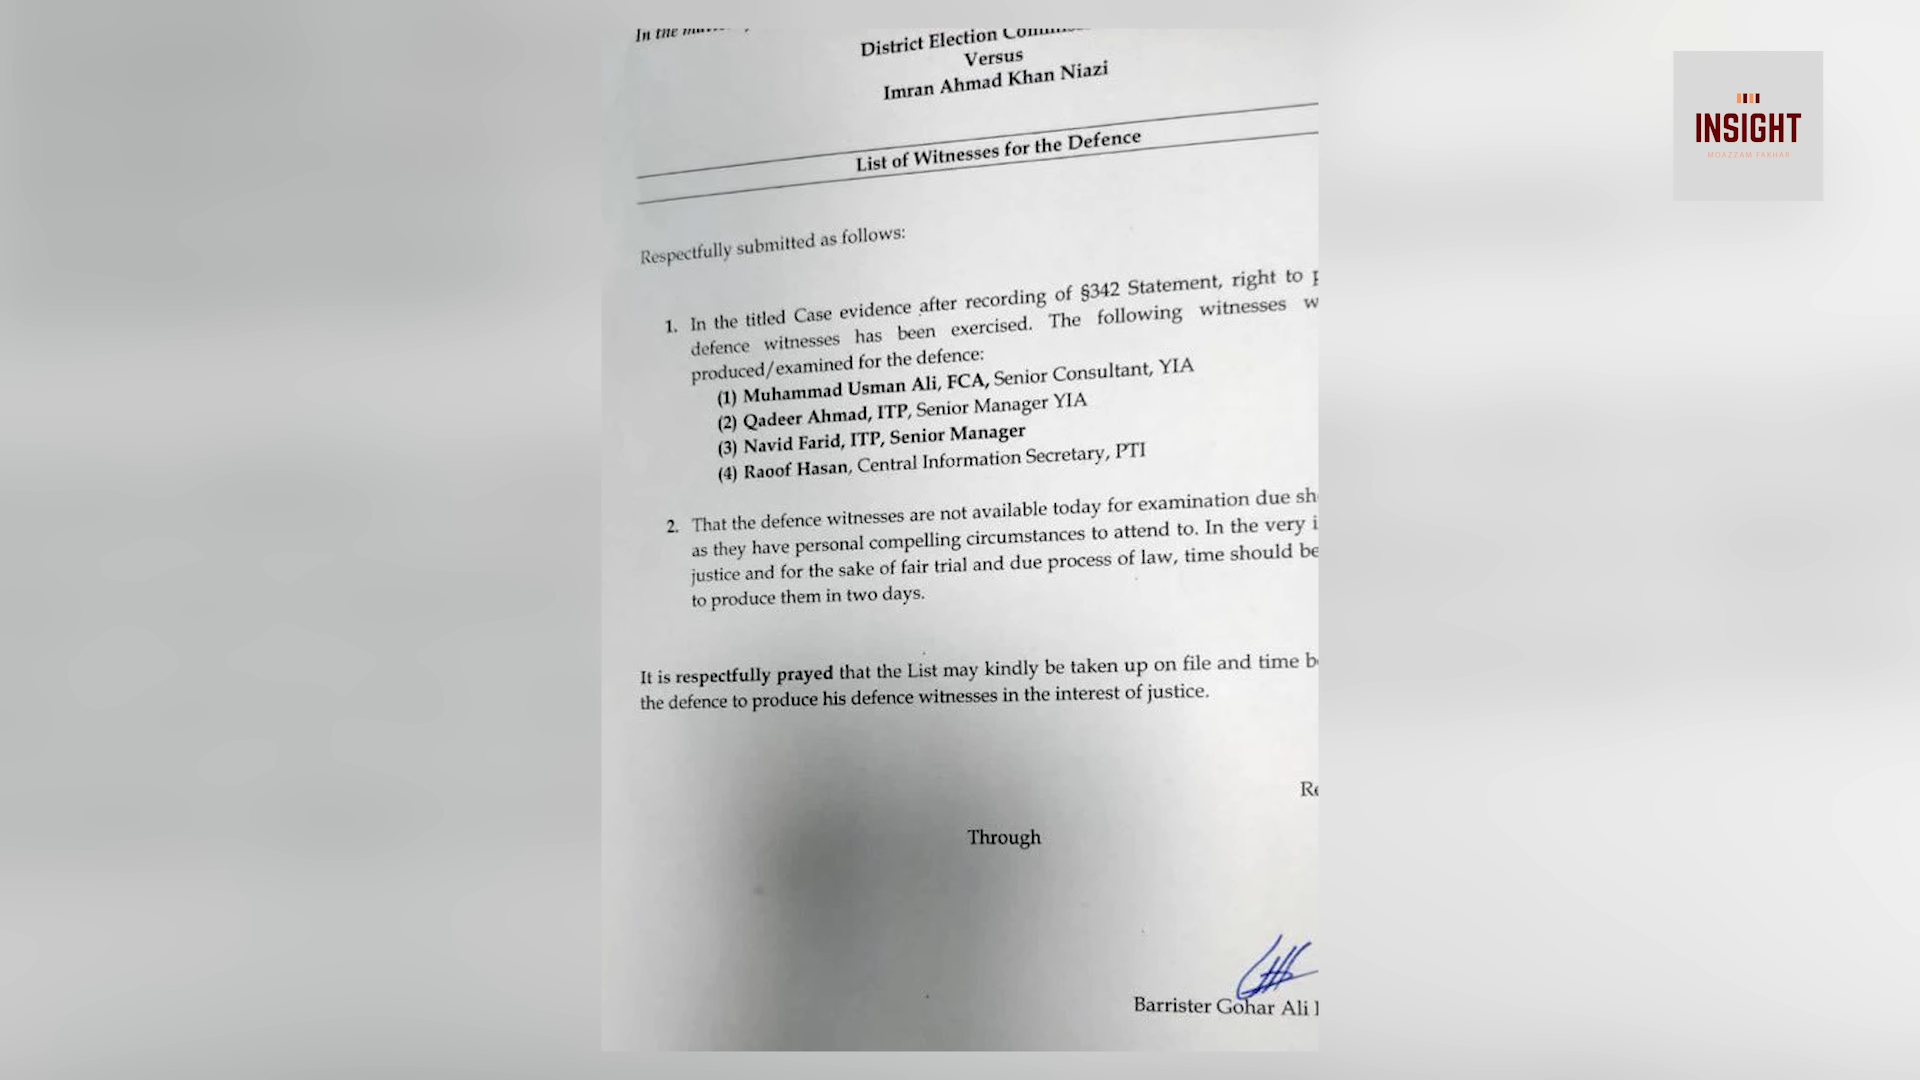 In the
District Election
Versus
Imran Ahmad Khan Niazi
INSIGHT
MOAZZAM FAKHAR
List of Witnesses for the Defence
Respectfully submitted as follows:
1. In the titled Case evidence after recording of §342 Statement, right to
defence witnesses has been exercised. The following witnesses
produced/examined for the defence:
(1) Muhammad Usman Ali, FCA, Senior Consultant, YIA
(2) Qadeer Ahmad, ITP, Senior Manager YIA
(3) Navid Farid, ITP, Senior Manager
(4) Raoof Hasan, Central Information Secretary, PTI
2. That the defence witnesses are not available today for examination due
as they have personal compelling circumstances to attend to. In the very
justice and for the sake of fair trial and due process of law, time should be
to produce them in two days.
It is respectfully prayed that the List may kindly be taken up on file and time
the defence to produce his defence witnesses in the interest of justice.
Through
Barrister Gohar Ali